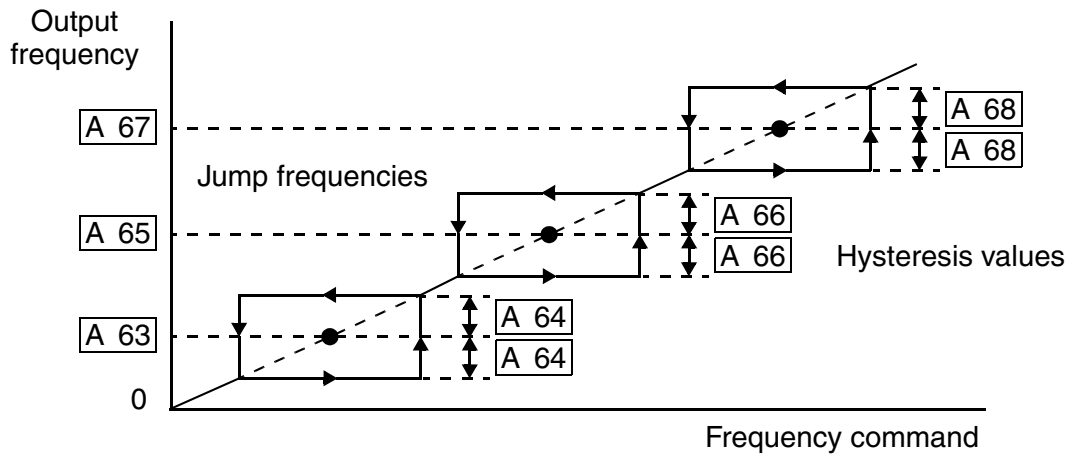 Output
frequency
A 67
A 68
A 68
Jump frequencies
A 65
A 66
A 66
Hysteresis values
A 63
A 64
A 64
0
Frequency command